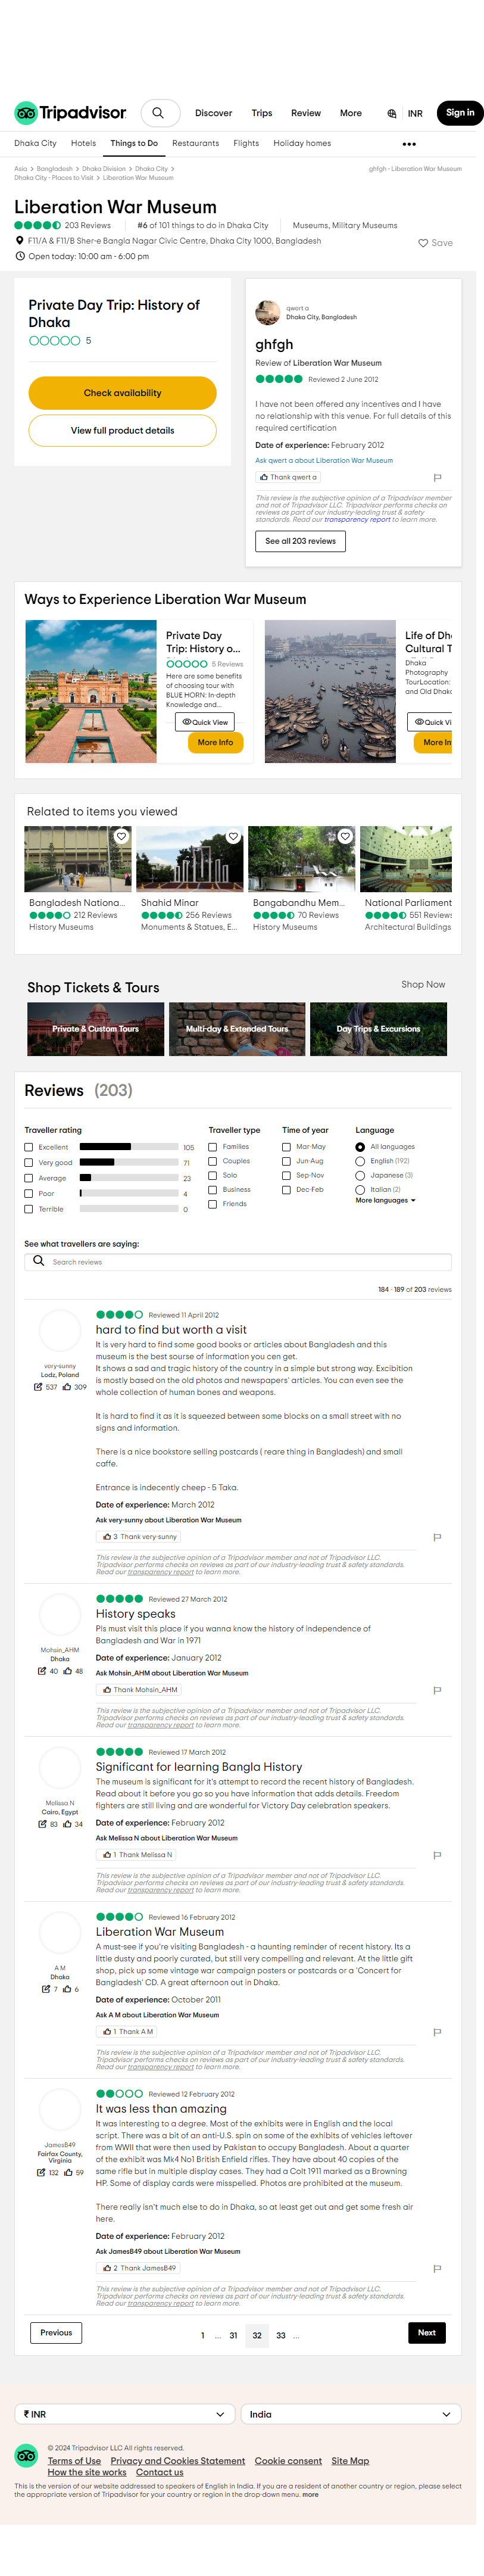 Tripadvisor
Discover Trips Review More INR Sign in
Dhaka City Hotels Things to Do Restaurants Flights Holiday homes
Asia > Bangladesh > Dhaka Division > Dhaka City >
Dhaka City - Places to Visit > Liberation War Museum
ghfgh - Liberation War Museum
Liberation War Museum
203 Reviews #6 of 101 things to do in Dhaka City Museums, Military Museums
F11/A & F11/B Sher-e Bangla Nagar Civic Centre, Dhaka City 1000, Bangladesh
Save
Open today: 10:00 am - 6:00 pm
Private Day Trip: History of
Dhaka
5
Check availability
View full product details
qwert a
Dhaka City, Bangladesh
ghfgh
Review of Liberation War Museum
Reviewed 2 June 2012
I have not been offered any incentives and I have
no relationship with this venue. For full details of this
required certification
Date of experience: February 2012
Ask qwert a about Liberation War Museum
Thank qwert a
This review is the subjective opinion of a Tripadvisor member
and not of Tripadvisor LLC. Tripadvisor performs checks on
reviews as part of our industry-leading trust & safety
standards. Read our transparency report to learn more.
See all 203 reviews
Ways to Experience Liberation War Museum
Private Day
Trip: History o...
5 Reviews
Here are some benefits
of choosing tour with
BLUE HORN: In-depth
Knowledge and...
Quick View
More Info
Life of Dh
Cultural T
Dhaka
Photography
TourLocation:
and Old Dhaka
Quick Vi
More In
Related to items you viewed
Bangladesh Nationa...
212 Reviews
History Museums
Shahid Minar
256 Reviews
Monuments & Statues, E...
Bangabandhu Mem...
70 Reviews
History Museums
National Parliament
551 Reviews
Architectural Buildings
Shop Tickets & Tours
Shop Now
Private & Custom Tours
Multi-day & Extended Tours
Day Trips & Excursions
Reviews (203)
Traveller rating
Excellent 105
Very good 71
Average 23
Poor 4
Terrible 0
Traveller type
Families
Couples
Solo
Business
Friends
Time of year
Mar-May
Jun-Aug
Sep-Nov
Dec-Feb
Language
All languages
English (192)
Japanese (3)
Italian (2)
More languages
See what travellers are saying:
Search reviews
184 - 189 of 203 reviews
very-sunny
Lodz, Poland
537 309
Reviewed 11 April 2012
hard to find but worth a visit
It is very hard to find some good books or articles about Bangladesh and this
museum is the best sourse of information you cen get.
It shows a sad and tragic history of the country in a simple but strong way. Excibition
is mostly based on the old photos and newspapers' articles. You can even see the
whole collection of human bones and weapons.
It is hard to find it as it is squeezed between some blocks on a small street with no
signs and information.
There is a nice bookstore selling postcards ( reare thing in Bangladesh) and small
caffe.
Entrance is indecently cheep - 5 Taka.
Date of experience: March 2012
Ask very-sunny about Liberation War Museum
3 Thank very-sunny
This review is the subjective opinion of a Tripadvisor member and not of Tripadvisor LLC.
Tripadvisor performs checks on reviews as part of our industry-leading trust & safety standards.
Read our transparency report to learn more.
Mohsin_AHM
Dhaka
40 48
Reviewed 27 March 2012
History speaks
Pls must visit this place if you wanna know the history of independence of
Bangladesh and War in 1971
Date of experience: January 2012
Ask Mohsin_AHM about Liberation War Museum
Thank Mohsin_AHM
This review is the subjective opinion of a Tripadvisor member and not of Tripadvisor LLC.
Tripadvisor performs checks on reviews as part of our industry-leading trust & safety standards.
Read our transparency report to learn more.
Melissa N
Cairo, Egypt
83 34
Reviewed 17 March 2012
Significant for learning Bangla History
The museum is significant for it's attempt to record the recent history of Bangladesh.
Read about it before you go so you have information that adds details. Freedom
fighters are still living and are wonderful for Victory Day celebration speakers.
Date of experience: February 2012
Ask Melissa N about Liberation War Museum
1 Thank Melissa N
This review is the subjective opinion of a Tripadvisor member and not of Tripadvisor LLC.
Tripadvisor performs checks on reviews as part of our industry-leading trust & safety standards.
Read our transparency report to learn more.
A M
Dhaka
7 6
Reviewed 16 February 2012
Liberation War Museum
A must-see if you're visiting Bangladesh - a haunting reminder of recent history. Its a
little dusty and poorly curated, but still very compelling and relevant. At the little gift
shop, pick up some vintage war campaign posters or postcards or a 'Concert for
Bangladesh' CD. A great afternoon out in Dhaka.
Date of experience: October 2011
Ask A M about Liberation War Museum
1 Thank A M
This review is the subjective opinion of a Tripadvisor member and not of Tripadvisor LLC.
Tripadvisor performs checks on reviews as part of our industry-leading trust & safety standards.
Read our transparency report to learn more.
JamesB49
Fairfax County,
Virginia
132 59
Reviewed 12 February 2012
It was less than amazing
It was interesting to a degree. Most of the exhibits were in English and the local
script. There was a bit of an anti-U.S. spin on some of the exhibits of vehicles leftover
from WWII that were then used by Pakistan to occupy Bangladesh. About a quarter
of the exhibit was Mk4 No1 British Enfield rifles. They have about 40 copies of the
same rifle but in multiple display cases. They had a Colt 1911 marked as a Browning
HP. Some of display cards were misspelled. Photos are prohibited at the museum.
There really isn't much else to do in Dhaka, so at least get out and get some fresh air
here.
Date of experience: February 2012
Ask JamesB49 about Liberation War Museum
2 Thank JamesB49
This review is the subjective opinion of a Tripadvisor member and not of Tripadvisor LLC.
Tripadvisor performs checks on reviews as part of our industry-leading trust & safety standards.
Read our transparency report to learn more.
Previous 1 ... 31 32 33 ... Next
₹ INR India
© 2024 Tripadvisor LLC All rights reserved.
Terms of Use Privacy and Cookies Statement Cookie consent Site Map
How the site works Contact us
This is the version of our website addressed to speakers of English in India. If you are a resident of another country or region, please select
the appropriate version of Tripadvisor for your country or region in the drop-down menu. more